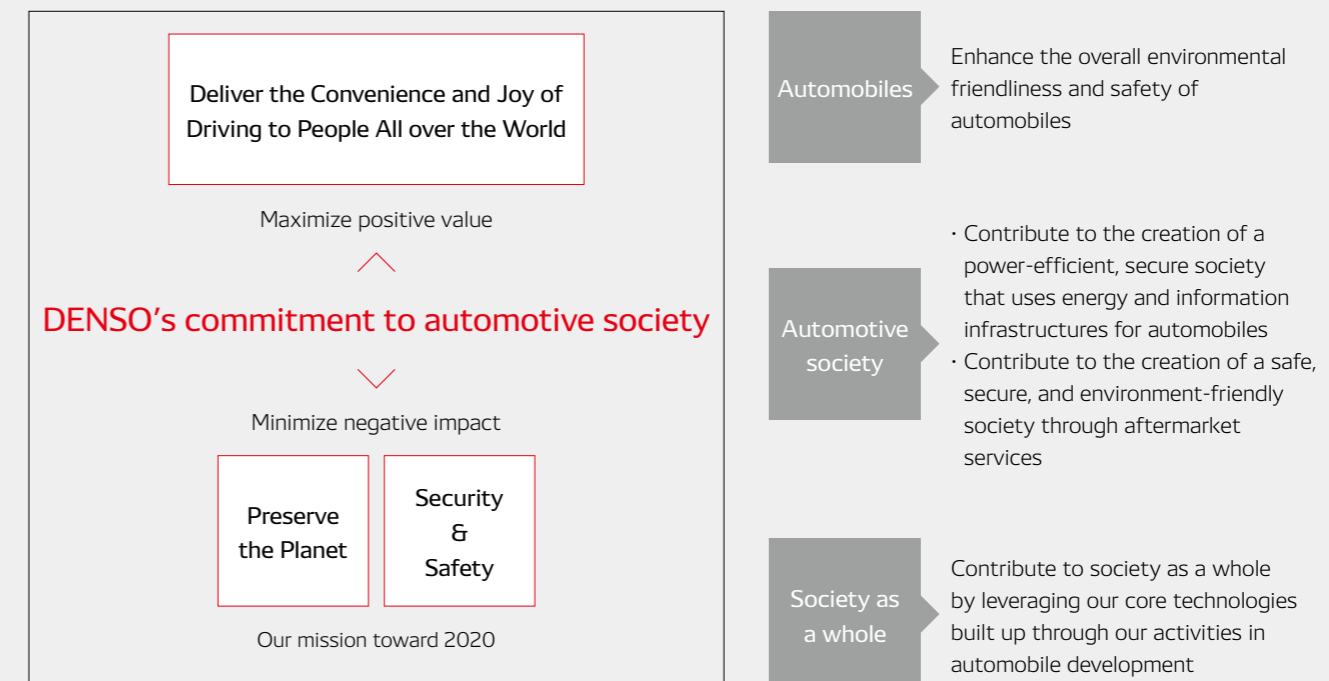 Deliver the Convenience and Joy of
Driving to People All over the World
Maximize positive value
DENSO's commitment to automotive society
Minimize negative impact
Preserve
the Planet
Security
&
Safety
Our mission toward 2020
Automobiles
Enhance the overall environmental
friendliness and safety of
automobiles
Automotive
society
・Contribute to the creation of a
power-efficient, secure society
that uses energy and information
infrastructures for automobiles
・Contribute to the creation of a safe,
secure, and environment-friendly
society through aftermarket
services
Society as
a whole
Contribute to society as a whole
by leveraging our core technologies
built up through our activities in
automobile development